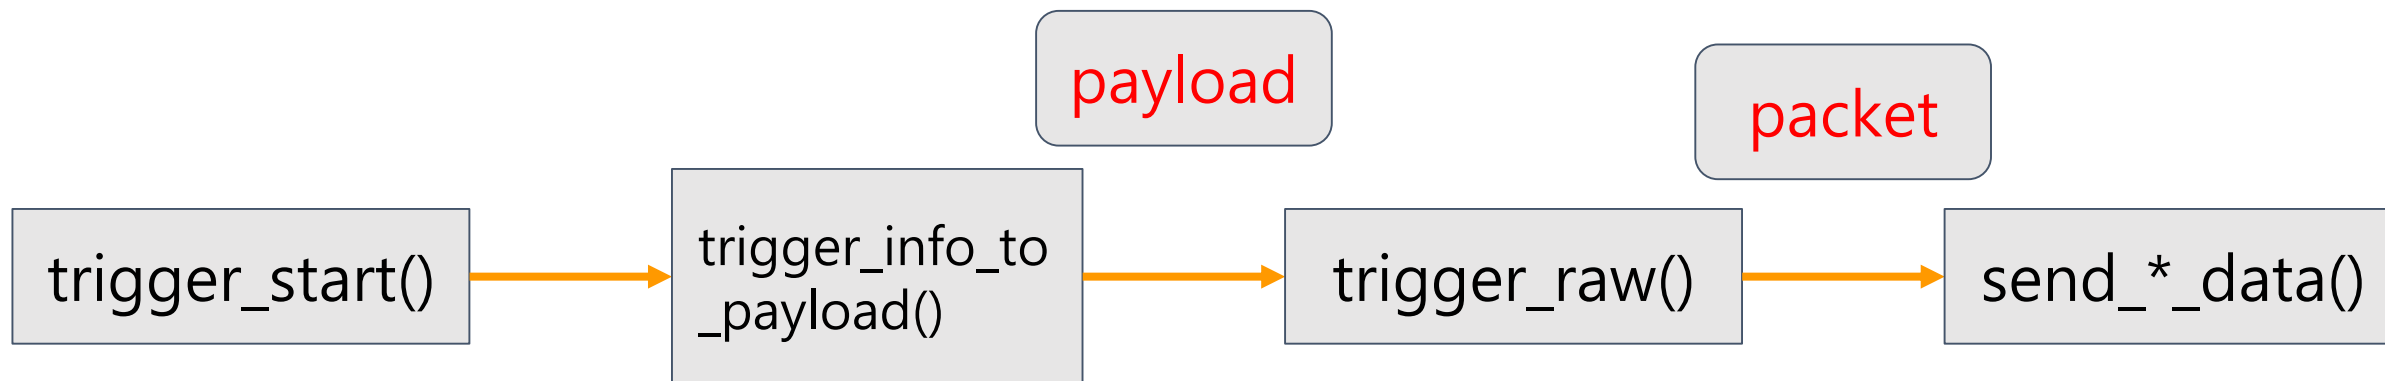 payload
packet
trigger_start()
trigger_info_to
_payload()
trigger_raw()
send_*_data()